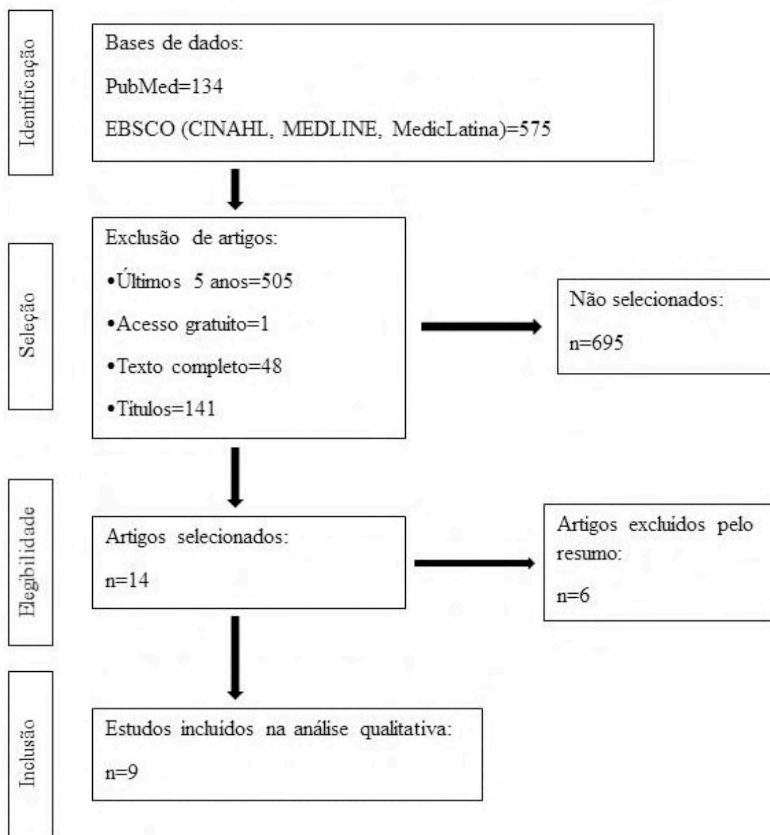 Identificação
Bases de dados:
PubMed=134
EBSCO (CINAHL, MEDLINE, MedicLatina)=575
Seleção
Exclusão de artigos:
•Últimos 5 anos=505
•Acesso gratuito=1
•Texto completo=48
•Títulos=141
Não selecionados:
n=695
Elegibilidade
Artigos selecionados:
n=14
Artigos excluidos pelo
resumo:
n=6
Inclusão
Estudos incluidos na análise qualitativa:
n=9